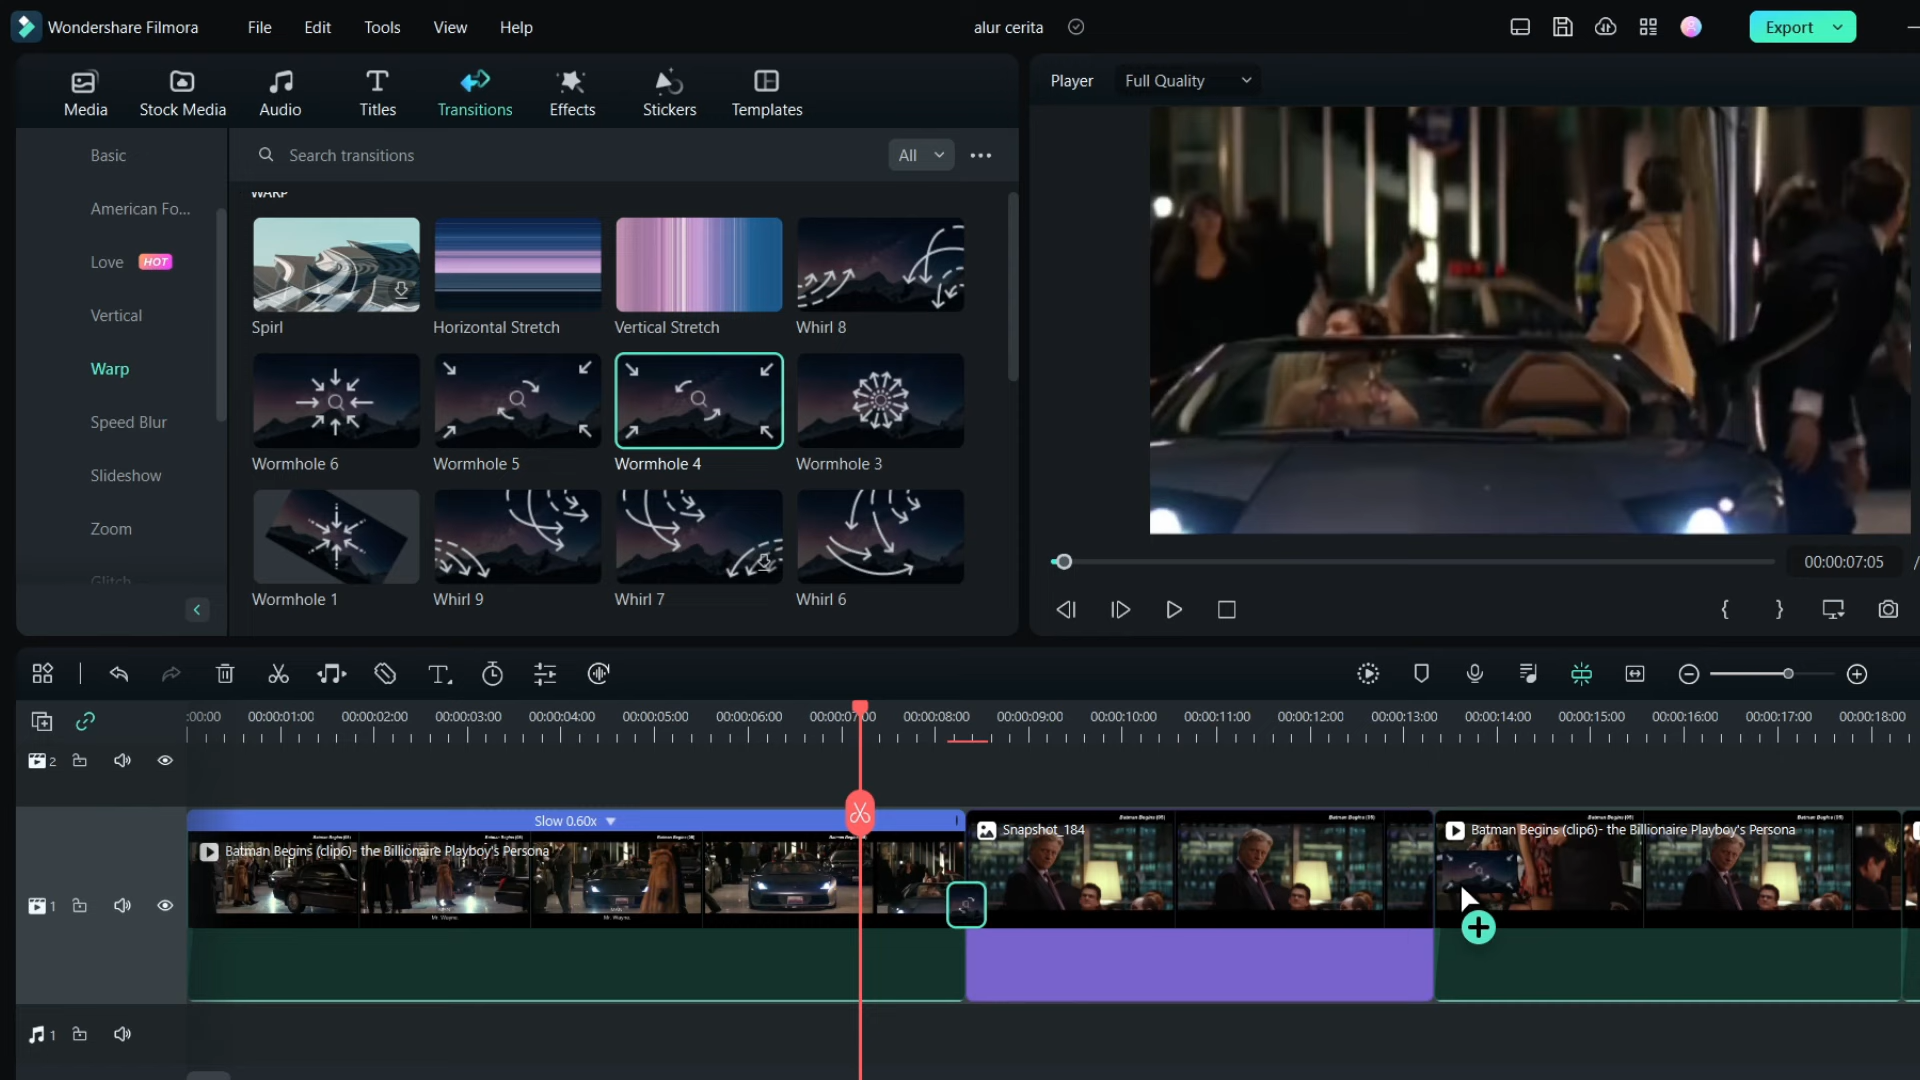 Wondershare Filmora
File
Edit
Tools
View
Help
alur cerita
Export
Media
Stock Media
Audio
Titles
Transitions
Effects
Stickers
Templates
Player
Full Quality
Basic
American Fo...
Love
HOT
Vertical
Warp
Speed Blur
Slideshow
Zoom
Glitch
Search transitions
All
WARP
Spirl
Horizontal Stretch
Vertical Stretch
Whirl 8
Wormhole 6
Wormhole 5
Wormhole 4
Wormhole 3
Wormhole 1
Whirl 9
Whirl 7
Whirl 6
00:00:07:05
/
:00:00
00:00:01:00
00:00:02:00
00:00:03:00
00:00:04:00
00:00:05:00
00:00:06:00
00:00:07:00
00:00:08:00
00:00:09:00
00:00:10:00
00:00:11:00
00:00:12:00
00:00:13:00
00:00:14:00
00:00:15:00
00:00:16:00
00:00:17:00
00:00:18:00
2
Slow 0.60x
Batman Begins (clip6)- the Billionaire Playboy's Persona
Snapshot_184
Batman Begins (clip6)- the Billionaire Playboy's Persona
Mr. Wayne.
Mr. Wayne.
1
1